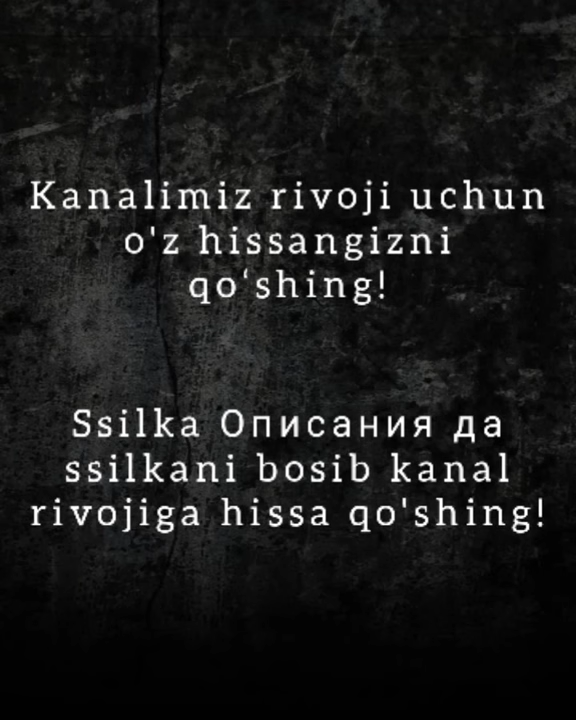 Kanalimiz rivoji uchun
o'z hissangizni
qo‘shing!
Ssilka Описания да
ssilkani bosib kanal
rivojiga hissa qo'shing!